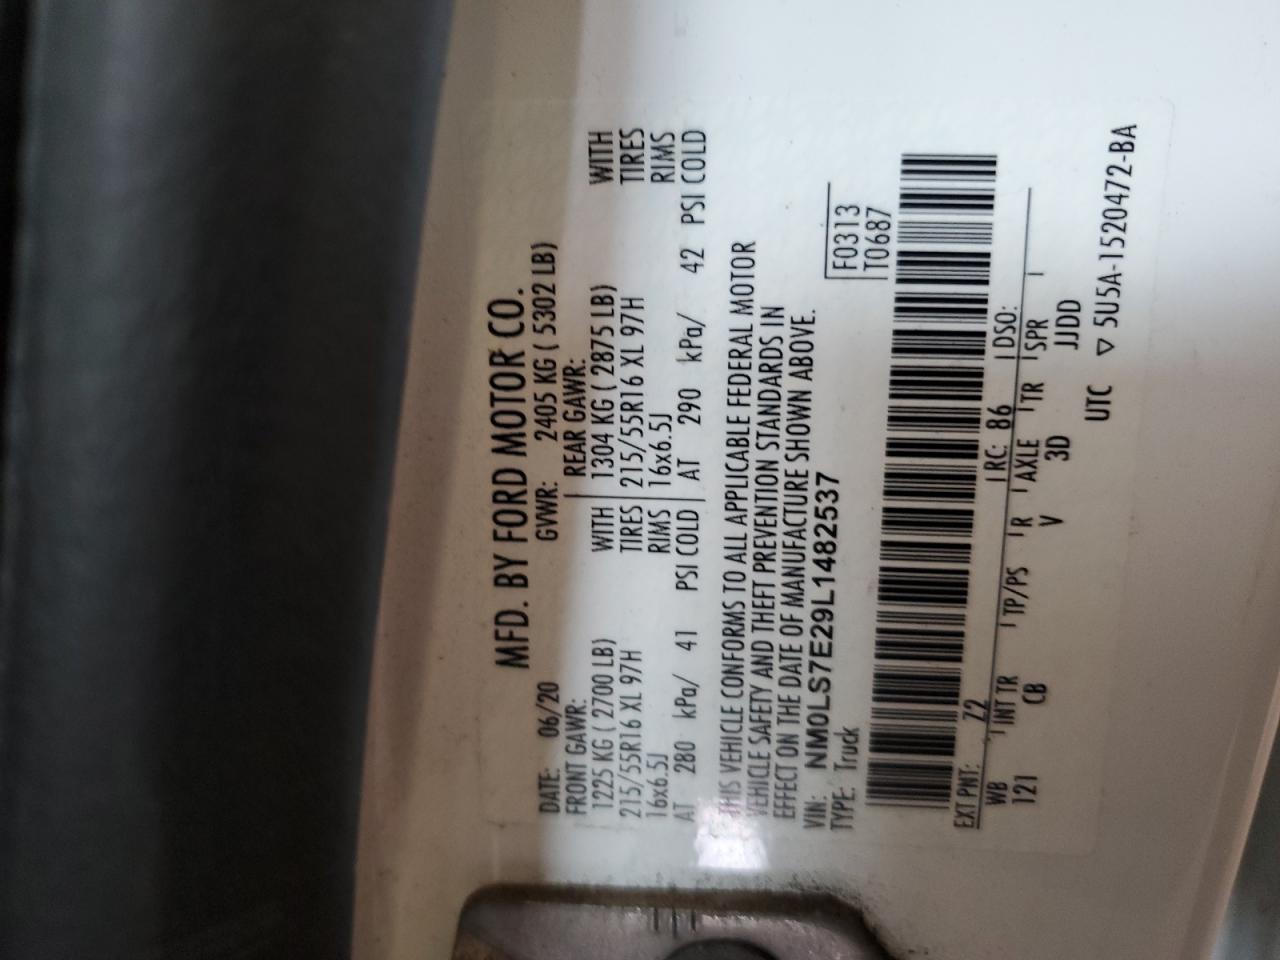 MFD. BY FORD MOTOR CO.
DATE: 06/20 GVWR: 2405 KG ( 5302 LB)
FRONT GAWR: REAR GAWR:
1225 KG ( 2700 LB) WITH 1304 KG ( 2875 LB) WITH
215/55R16 XL 97H TIRES 215/55R16 XL 97H TIRES
16x6.5J RIMS 16x6.5J RIMS
AT 280 kPa/ 41 PSI COLD AT 290 kPa/ 42 PSI COLD
THIS VEHICLE CONFORMS TO ALL APPLICABLE FEDERAL MOTOR
VEHICLE SAFETY AND THEFT PREVENTION STANDARDS IN
EFFECT ON THE DATE OF MANUFACTURE SHOWN ABOVE.
VIN: NM0LS7E29L1482537
TYPE: Truck F0313
T0687
EXT PNT: Z2 RC: 86 DSO:
WB INT TR TP/PS R AXLE TR SPR
121 CB V 3D JJDD
UTC ▽ 5U5A-1520472-BA